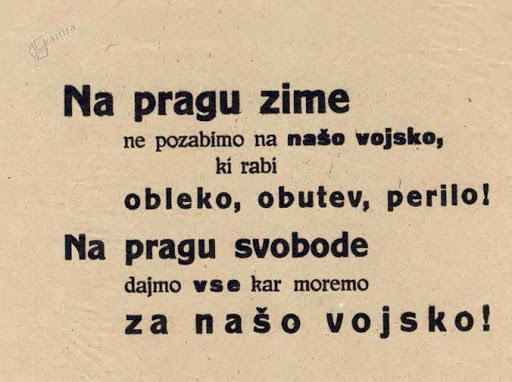 kamra
Na pragu zime
ne pozabimo na našo vojsko,
ki rabi
obleko, obutev, perilo!
Na pragu svobode
dajmo vse kar moremo
za našo vojsko!